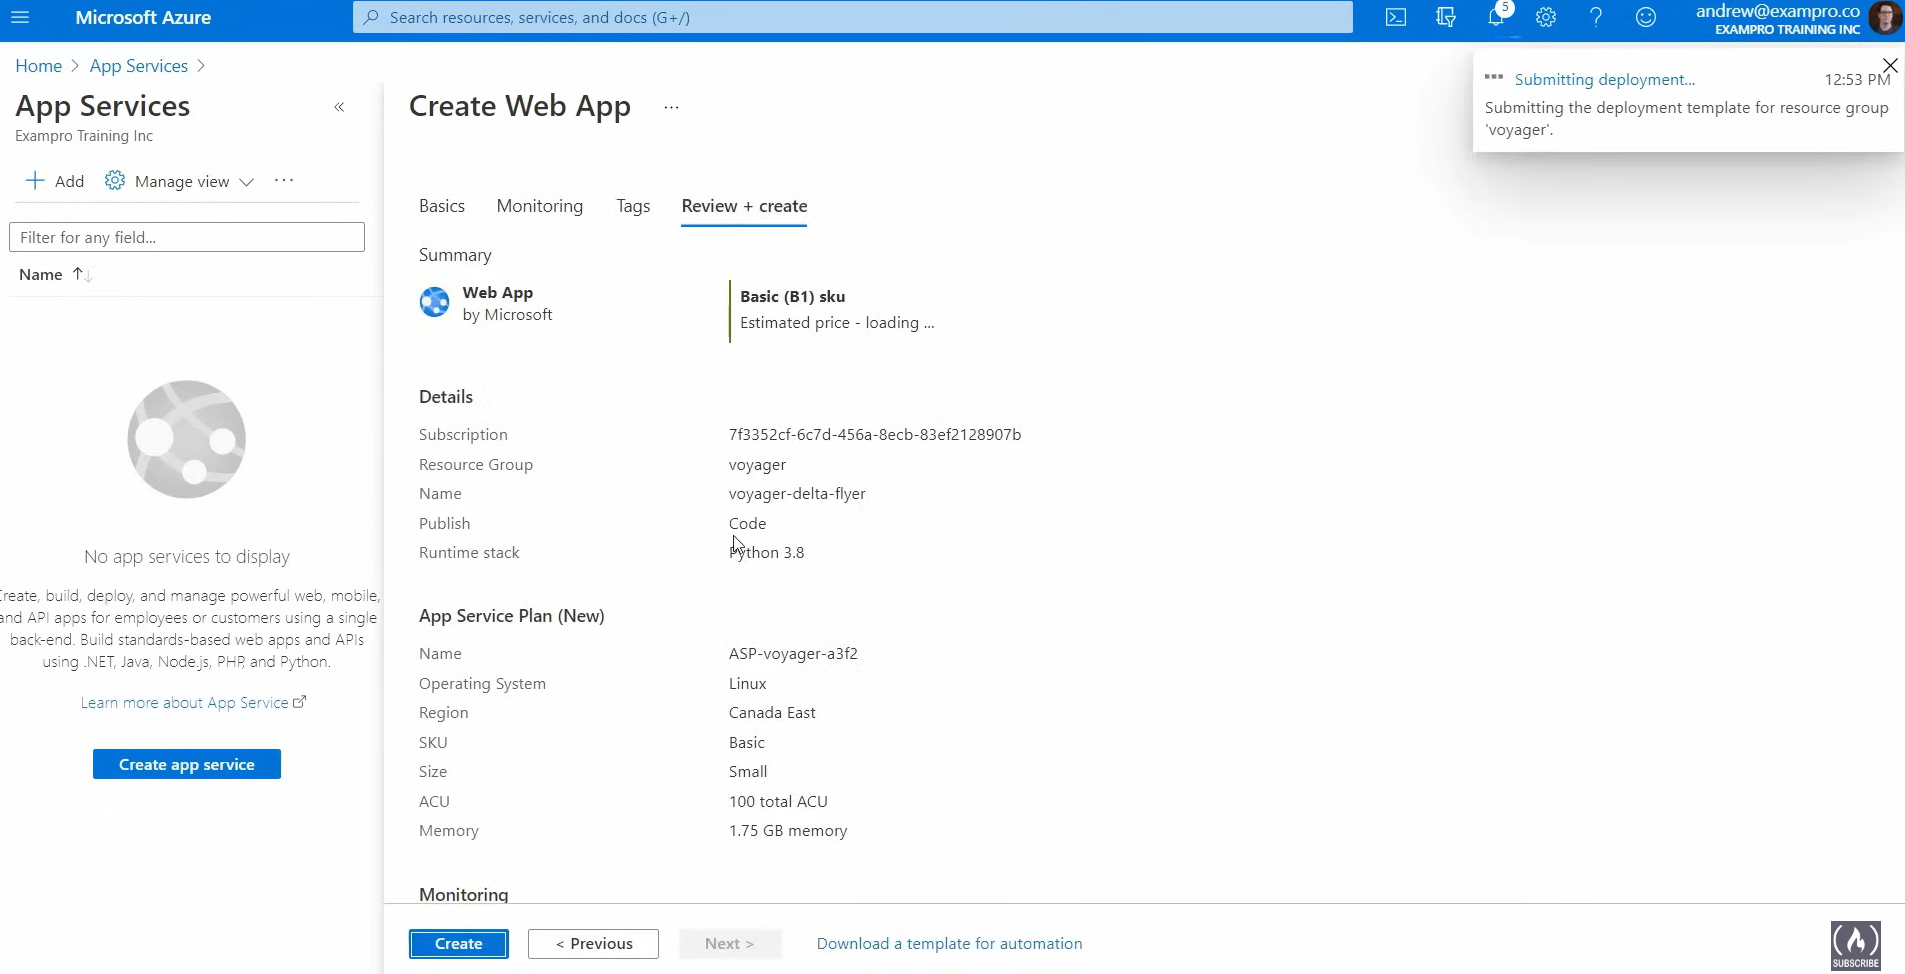 Microsoft Azure
Search resources, services, and docs (G+/)
5
andrew@exampro.co
EXAMPRO TRAINING INC
Home > App Services >
Submitting deployment...
12:53 PM
Submitting the deployment template for resource group
'voyager'.
App Services
«
Exampro Training Inc
Add
Manage view
...
Filter for any field...
Name ↑↓
No app services to display
Create, build, deploy, and manage powerful web, mobile,
and API apps for employees or customers using a single
back-end. Build standards-based web apps and APIs
using .NET, Java, Node.js, PHP, and Python.
Learn more about App Service
Create app service
Create Web App
...
Basics Monitoring Tags Review + create
Summary
Web App
by Microsoft
Basic (B1) sku
Estimated price - loading ...
Details
Subscription 7f3352cf-6c7d-456a-8ecb-83ef2128907b
Resource Group voyager
Name voyager-delta-flyer
Publish Code
Runtime stack Python 3.8
App Service Plan (New)
Name ASP-voyager-a3f2
Operating System Linux
Region Canada East
SKU Basic
Size Small
ACU 100 total ACU
Memory 1.75 GB memory
Monitoring
Create
< Previous
Next >
Download a template for automation
SUBSCRIBE